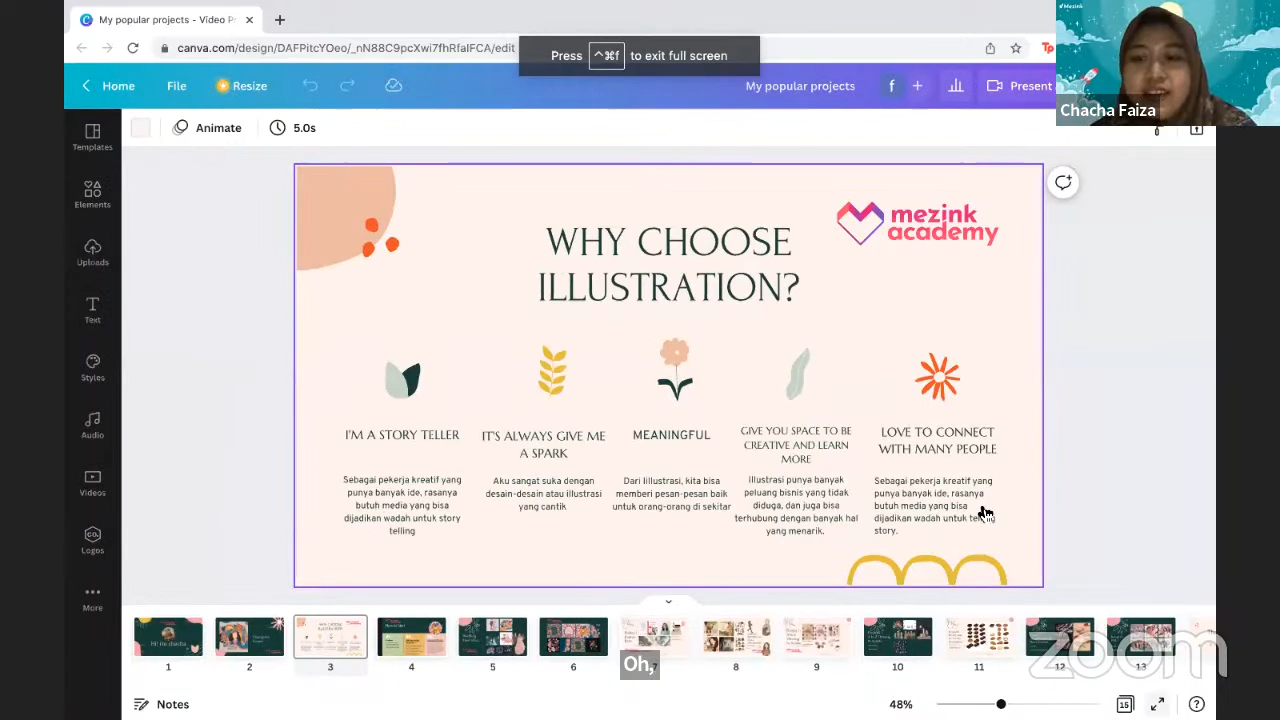 My popular projects - Video Pr
canva.com/design/DAFPitcYOeo/_nN88C9pcXwi7fhRfaIFCA/edit
Press ^⌘f to exit full screen
Mezink
Chacha Faiza
Home
File
Resize
My popular projects
f
+
Present
Animate
5.0s
Templates
Elements
Uploads
Text
Styles
Audio
Videos
Logos
More
mezink
academy
WHY CHOOSE
ILLUSTRATION?
I'M A STORY TELLER
Sebagai pekerja kreatif yang
punya banyak ide, rasanya
butuh media yang bisa
dijadikan wadah untuk story
telling
IT'S ALWAYS GIVE ME
A SPARK
Aku sangat suka dengan
desain-desain atau illustrasi
yang cantik
MEANINGFUL
Dari Iillustrasi, kita bisa
memberi pesan-pesan baik
untuk orang-orang di sekitar
GIVE YOU SPACE TO BE
CREATIVE AND LEARN
MORE
Illustrasi punya banyak
peluang bisnis yang tidak
diduga, dan juga bisa
terhubung dengan banyak hal
yang menarik.
LOVE TO CONNECT
WITH MANY PEOPLE
Sebagai pekerja kreatif yang
punya banyak ide, rasanya
butuh media yang bisa
dijadikan wadah untuk telling
story.
1
2
3
4
5
6
7
8
9
10
11
12
13
Oh,
zoom
Notes
48%
15
?